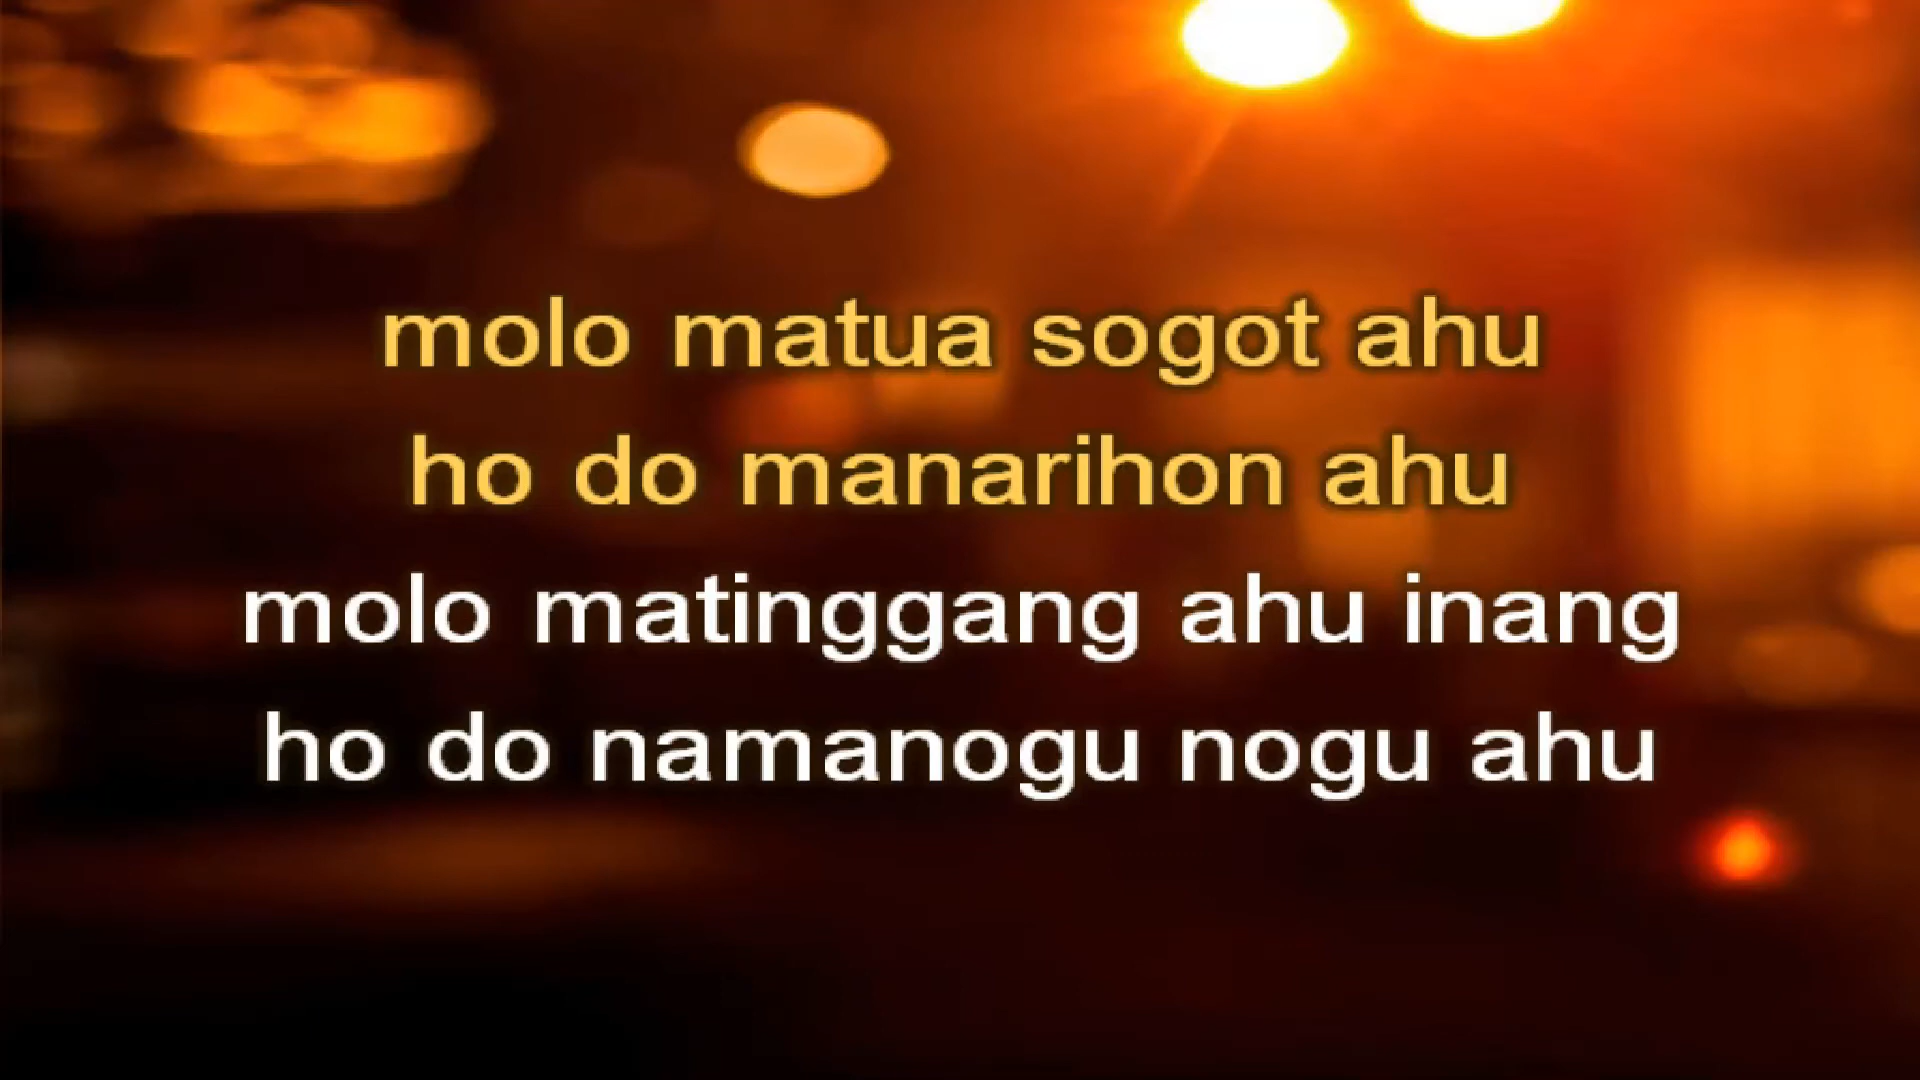 molo matua sogot ahu
ho do manarihon ahu
molo matinggang ahu inang
ho do namanogu nogu ahu